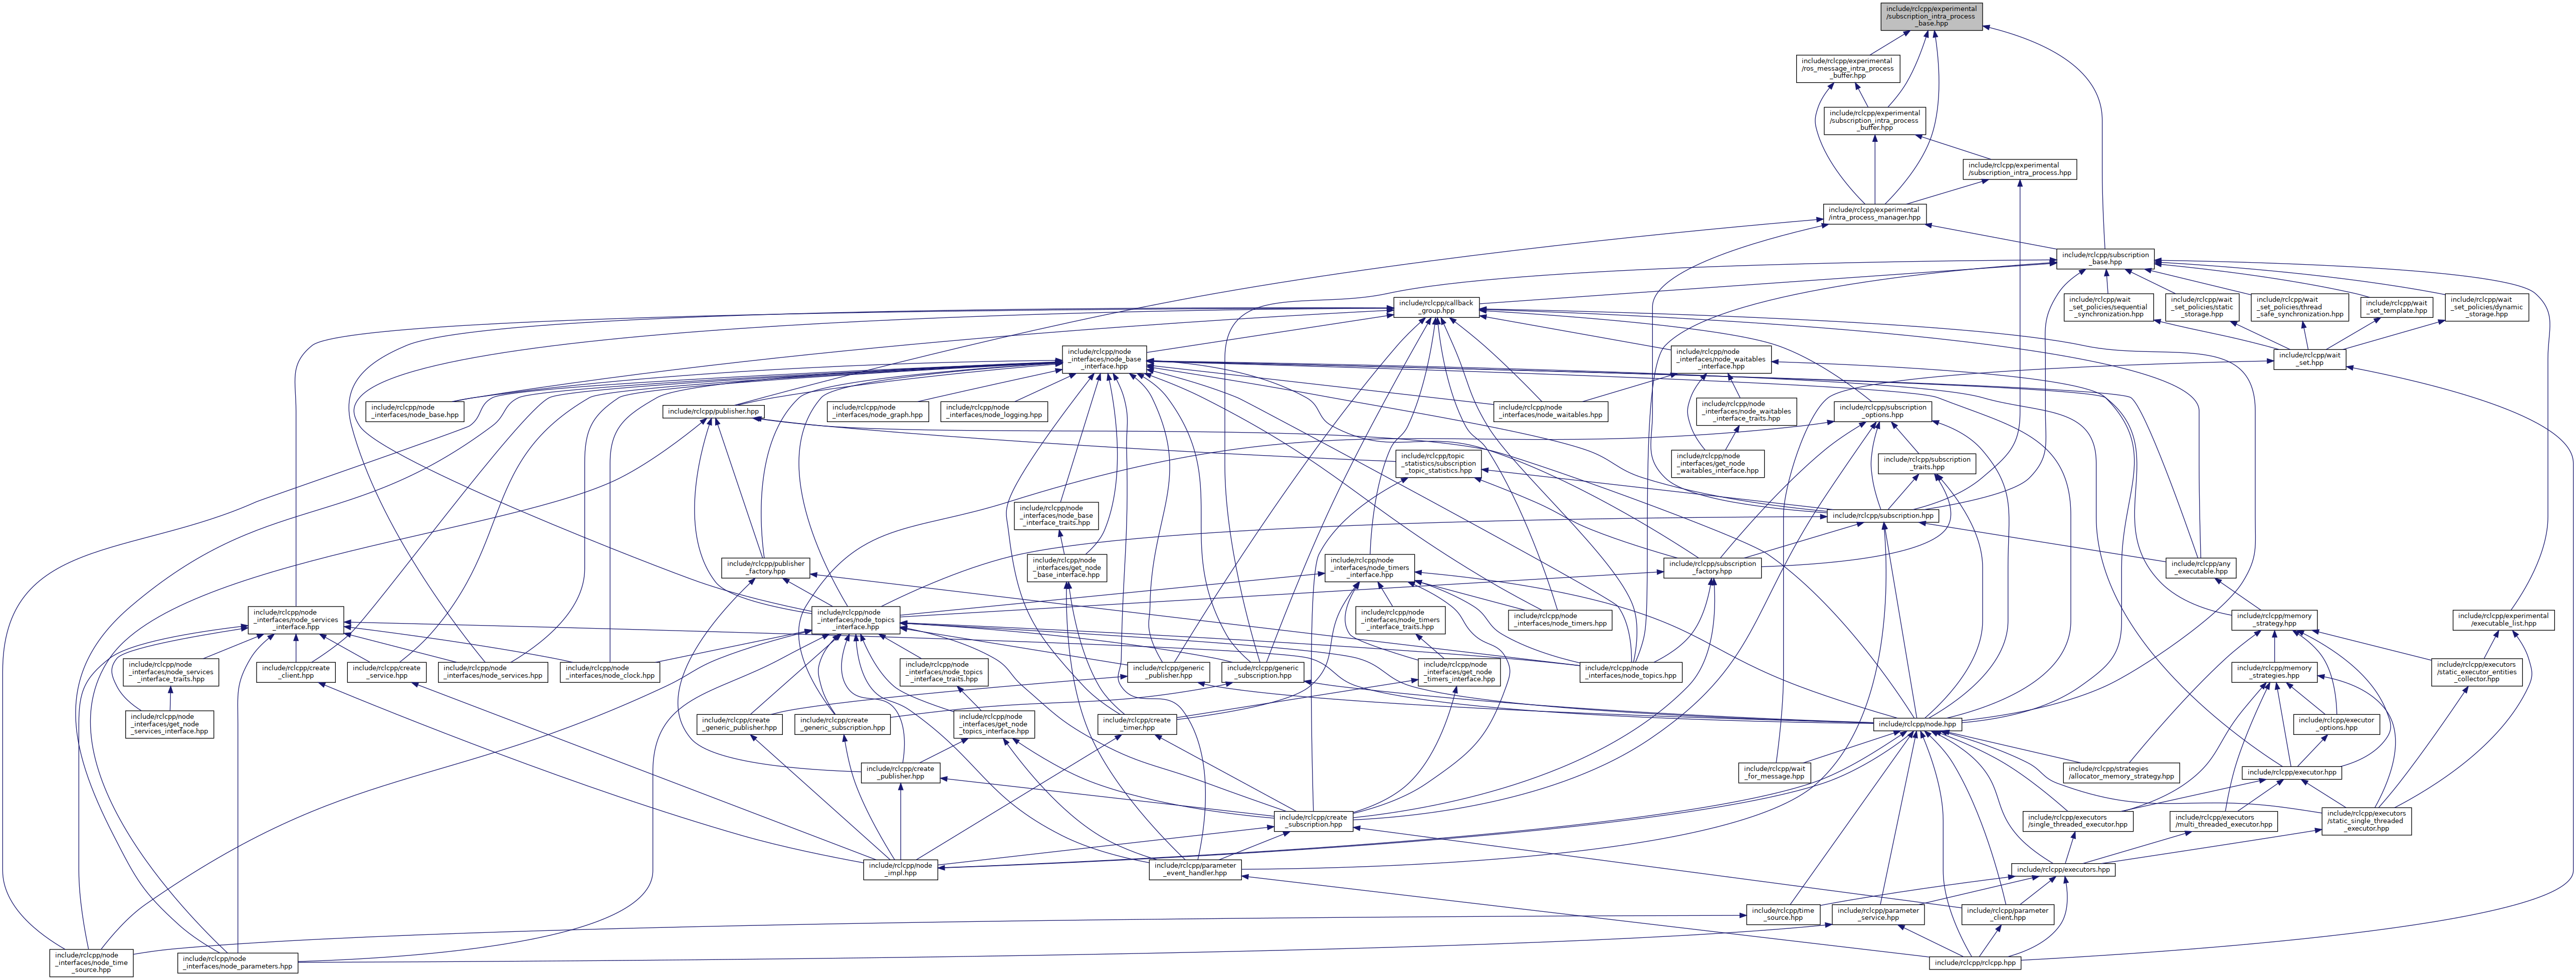 include/rclcpp/experimental
/subscription_intra_process
_base.hpp
include/rclcpp/experimental
/ros_message_intra_process
_buffer.hpp
include/rclcpp/experimental
/subscription_intra_process
_buffer.hpp
include/rclcpp/experimental
/subscription_intra_process.hpp
include/rclcpp/experimental
/intra_process_manager.hpp
include/rclcpp/subscription
_base.hpp
include/rclcpp/callback
_group.hpp
include/rclcpp/wait
_set_policies/sequential
_synchronization.hpp
include/rclcpp/wait
_set_policies/static
_storage.hpp
include/rclcpp/wait
_set_policies/thread
_safe_synchronization.hpp
include/rclcpp/wait
_set_template.hpp
include/rclcpp/wait
_set_policies/dynamic
_storage.hpp
include/rclcpp/node
_interfaces/node_base
_interface.hpp
include/rclcpp/node
_interfaces/node_waitables
_interface.hpp
include/rclcpp/wait
_set.hpp
include/rclcpp/node
_interfaces/node_base.hpp
include/rclcpp/publisher.hpp
include/rclcpp/node
_interfaces/node_graph.hpp
include/rclcpp/node
_interfaces/node_logging.hpp
include/rclcpp/node
_interfaces/node_waitables.hpp
include/rclcpp/node
_interfaces/node_waitables
_interface_traits.hpp
include/rclcpp/subscription
_options.hpp
include/rclcpp/topic
_statistics/subscription
_topic_statistics.hpp
include/rclcpp/node
_interfaces/get_node
_waitables_interface.hpp
include/rclcpp/subscription
_traits.hpp
include/rclcpp/node
_interfaces/node_base
_interface_traits.hpp
include/rclcpp/subscription.hpp
include/rclcpp/publisher
_factory.hpp
include/rclcpp/node
_interfaces/get_node
_base_interface.hpp
include/rclcpp/node
_interfaces/node_timers
_interface.hpp
include/rclcpp/subscription
_factory.hpp
include/rclcpp/any
_executable.hpp
include/rclcpp/node
_interfaces/node_services
_interface.hpp
include/rclcpp/node
_interfaces/node_topics
_interface.hpp
include/rclcpp/node
_interfaces/node_timers
_interface_traits.hpp
include/rclcpp/node
_interfaces/node_timers.hpp
include/rclcpp/memory
_strategy.hpp
include/rclcpp/experimental
/executable_list.hpp
include/rclcpp/node
_interfaces/node_services
_interface_traits.hpp
include/rclcpp/create
_client.hpp
include/rclcpp/create
_service.hpp
include/rclcpp/node
_interfaces/node_services.hpp
include/rclcpp/node
_interfaces/node_clock.hpp
include/rclcpp/node
_interfaces/node_topics
_interface_traits.hpp
include/rclcpp/generic
_publisher.hpp
include/rclcpp/generic
_subscription.hpp
include/rclcpp/node
_interfaces/get_node
_timers_interface.hpp
include/rclcpp/node
_interfaces/node_topics.hpp
include/rclcpp/memory
_strategies.hpp
include/rclcpp/executors
/static_executor_entities
_collector.hpp
include/rclcpp/node
_interfaces/get_node
_services_interface.hpp
include/rclcpp/create
_generic_publisher.hpp
include/rclcpp/create
_generic_subscription.hpp
include/rclcpp/node
_interfaces/get_node
_topics_interface.hpp
include/rclcpp/create
_timer.hpp
include/rclcpp/node.hpp
include/rclcpp/executor
_options.hpp
include/rclcpp/create
_publisher.hpp
include/rclcpp/wait
_for_message.hpp
include/rclcpp/strategies
/allocator_memory_strategy.hpp
include/rclcpp/executor.hpp
include/rclcpp/create
_subscription.hpp
include/rclcpp/executors
/single_threaded_executor.hpp
include/rclcpp/executors
/multi_threaded_executor.hpp
include/rclcpp/executors
/static_single_threaded
_executor.hpp
include/rclcpp/node
_impl.hpp
include/rclcpp/parameter
_event_handler.hpp
include/rclcpp/executors.hpp
include/rclcpp/time
_source.hpp
include/rclcpp/parameter
_service.hpp
include/rclcpp/parameter
_client.hpp
include/rclcpp/node
_interfaces/node_time
_source.hpp
include/rclcpp/node
_interfaces/node_parameters.hpp
include/rclcpp/rclcpp.hpp